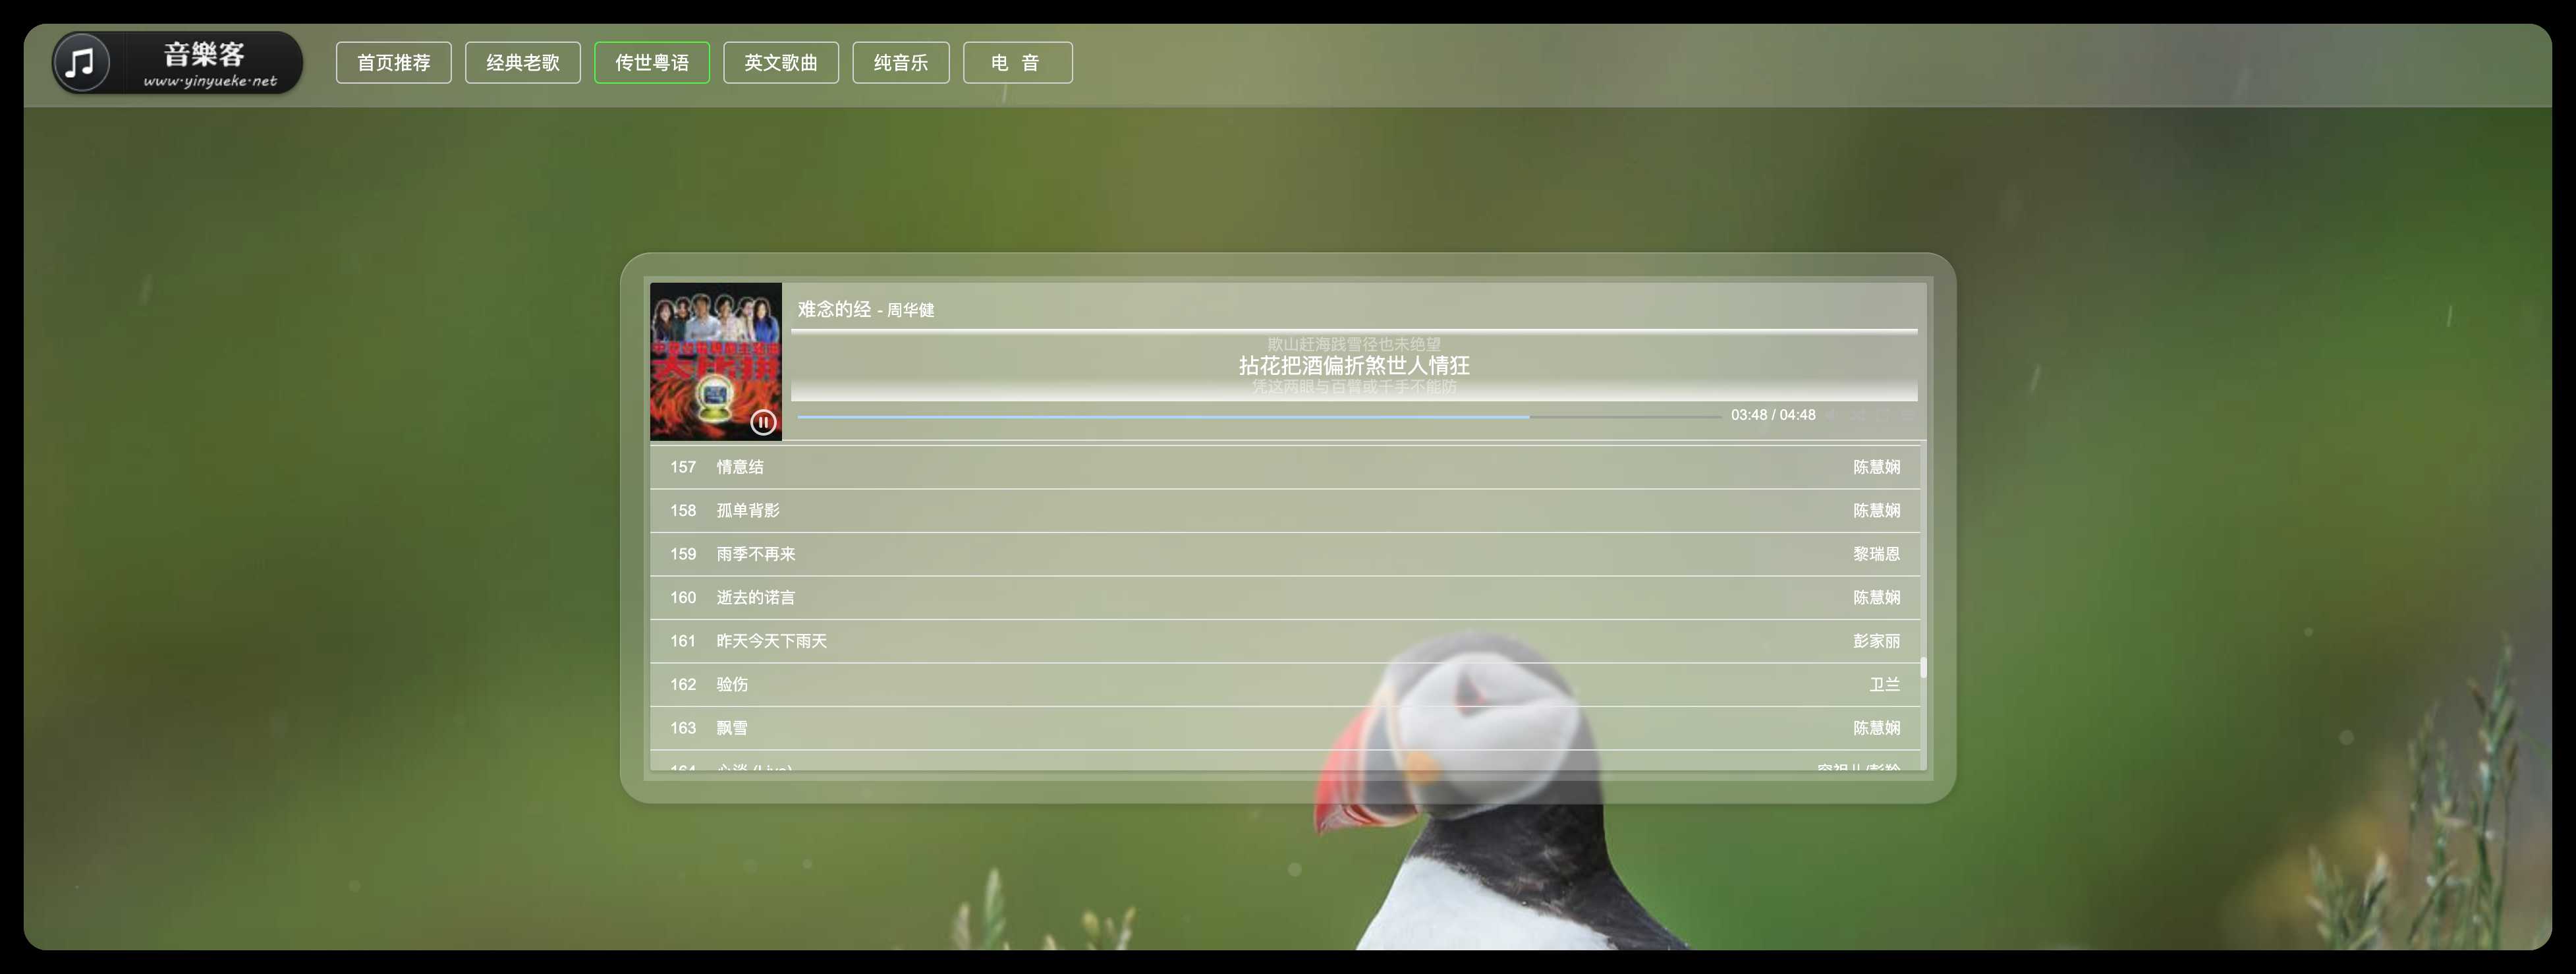 音樂客
www·yinyueke·net
首页推荐
经典老歌
传世粤语
英文歌曲
纯音乐
电 音
难念的经 - 周华健
欺山赶海践雪径也未绝望
拈花把酒偏折煞世人情狂
凭这两眼与百臂或千手不能防
03:48 / 04:48
157 情意结 陈慧娴
158 孤单背影 陈慧娴
159 雨季不再来 黎瑞恩
160 逝去的诺言 陈慧娴
161 昨天今天下雨天 彭家丽
162 验伤 卫兰
163 飘雪 陈慧娴